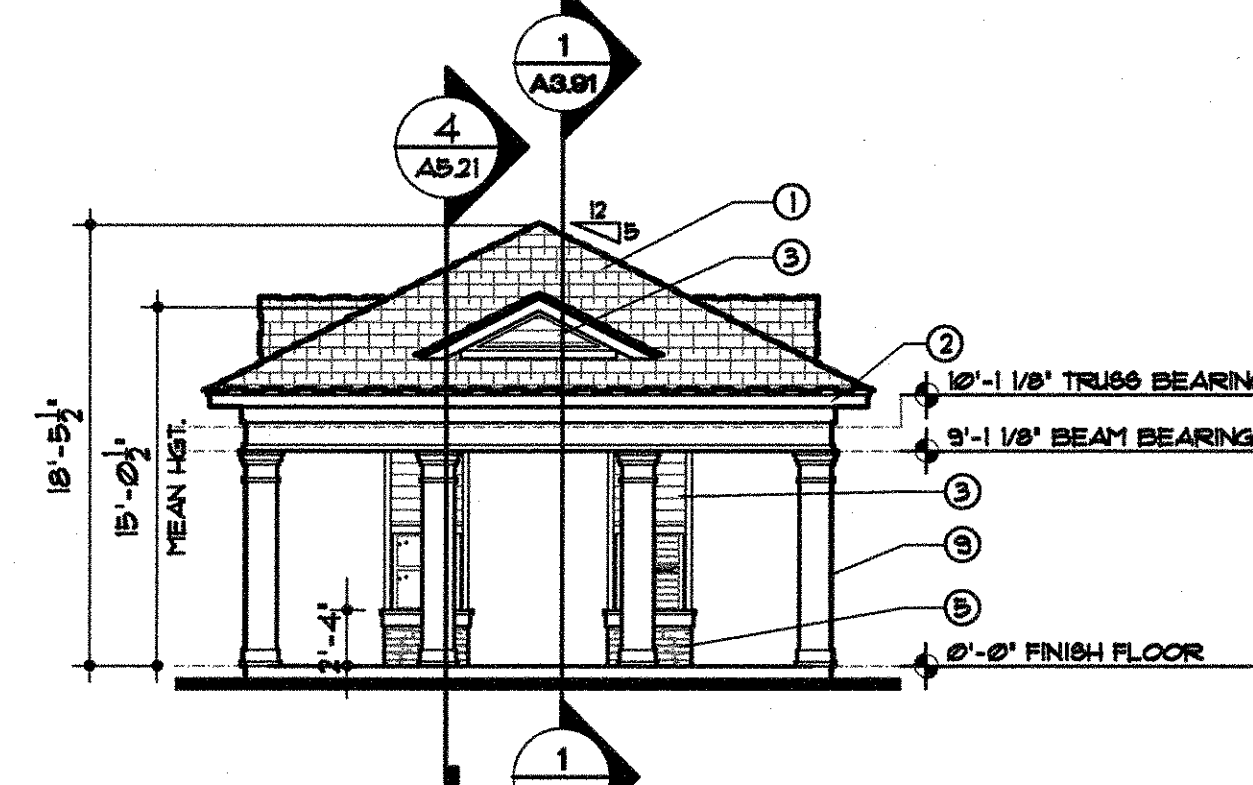 1
A3.91
4
A5.21
12
5
1
3
2
10'-1 1/8" TRUSS BEARING
9'-1 1/8" BEAM BEARING
3
9
5
0'-0" FINISH FLOOR
18'-5 1/2"
15'-0 1/2"
MEAN HGT.
2'-4"
1